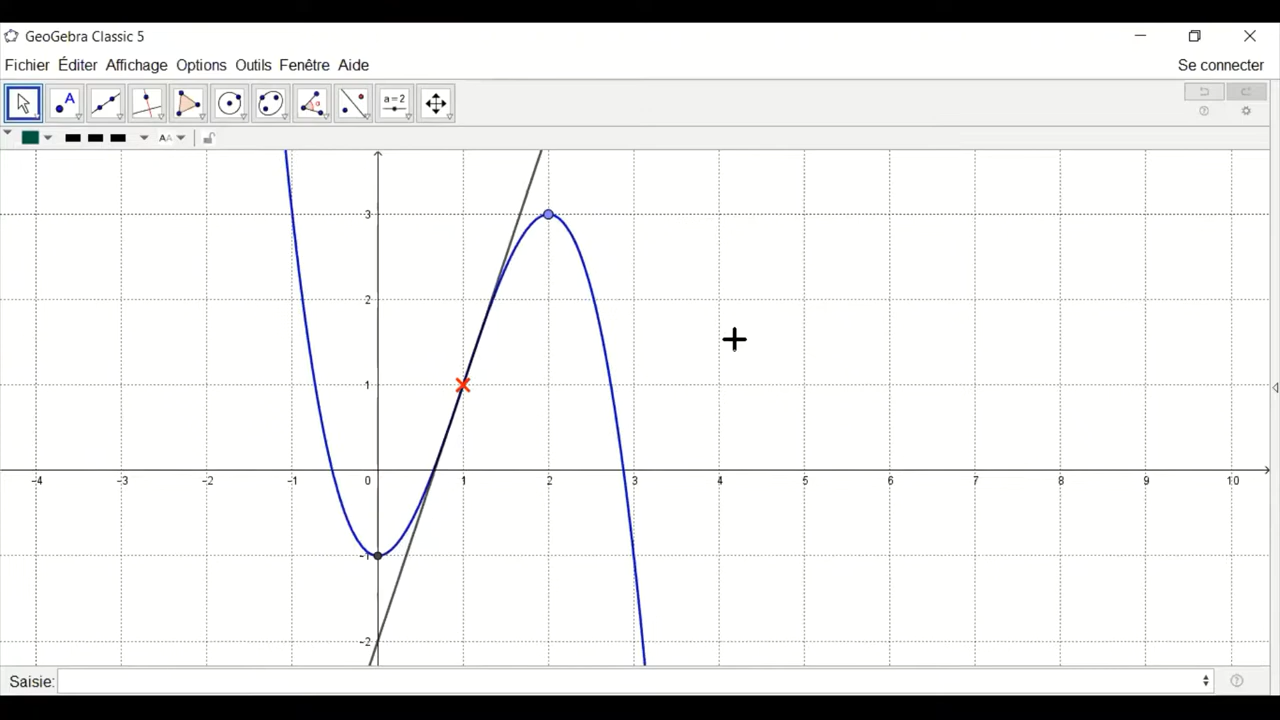 GeoGebra Classic 5
Fichier Éditer Affichage Options Outils Fenêtre Aide Se connecter
A α a=2
AA
3
2
1
-4 -3 -2 -1 0 1 2 3 4 5 6 7 8 9 10
-1
-2
Saisie: